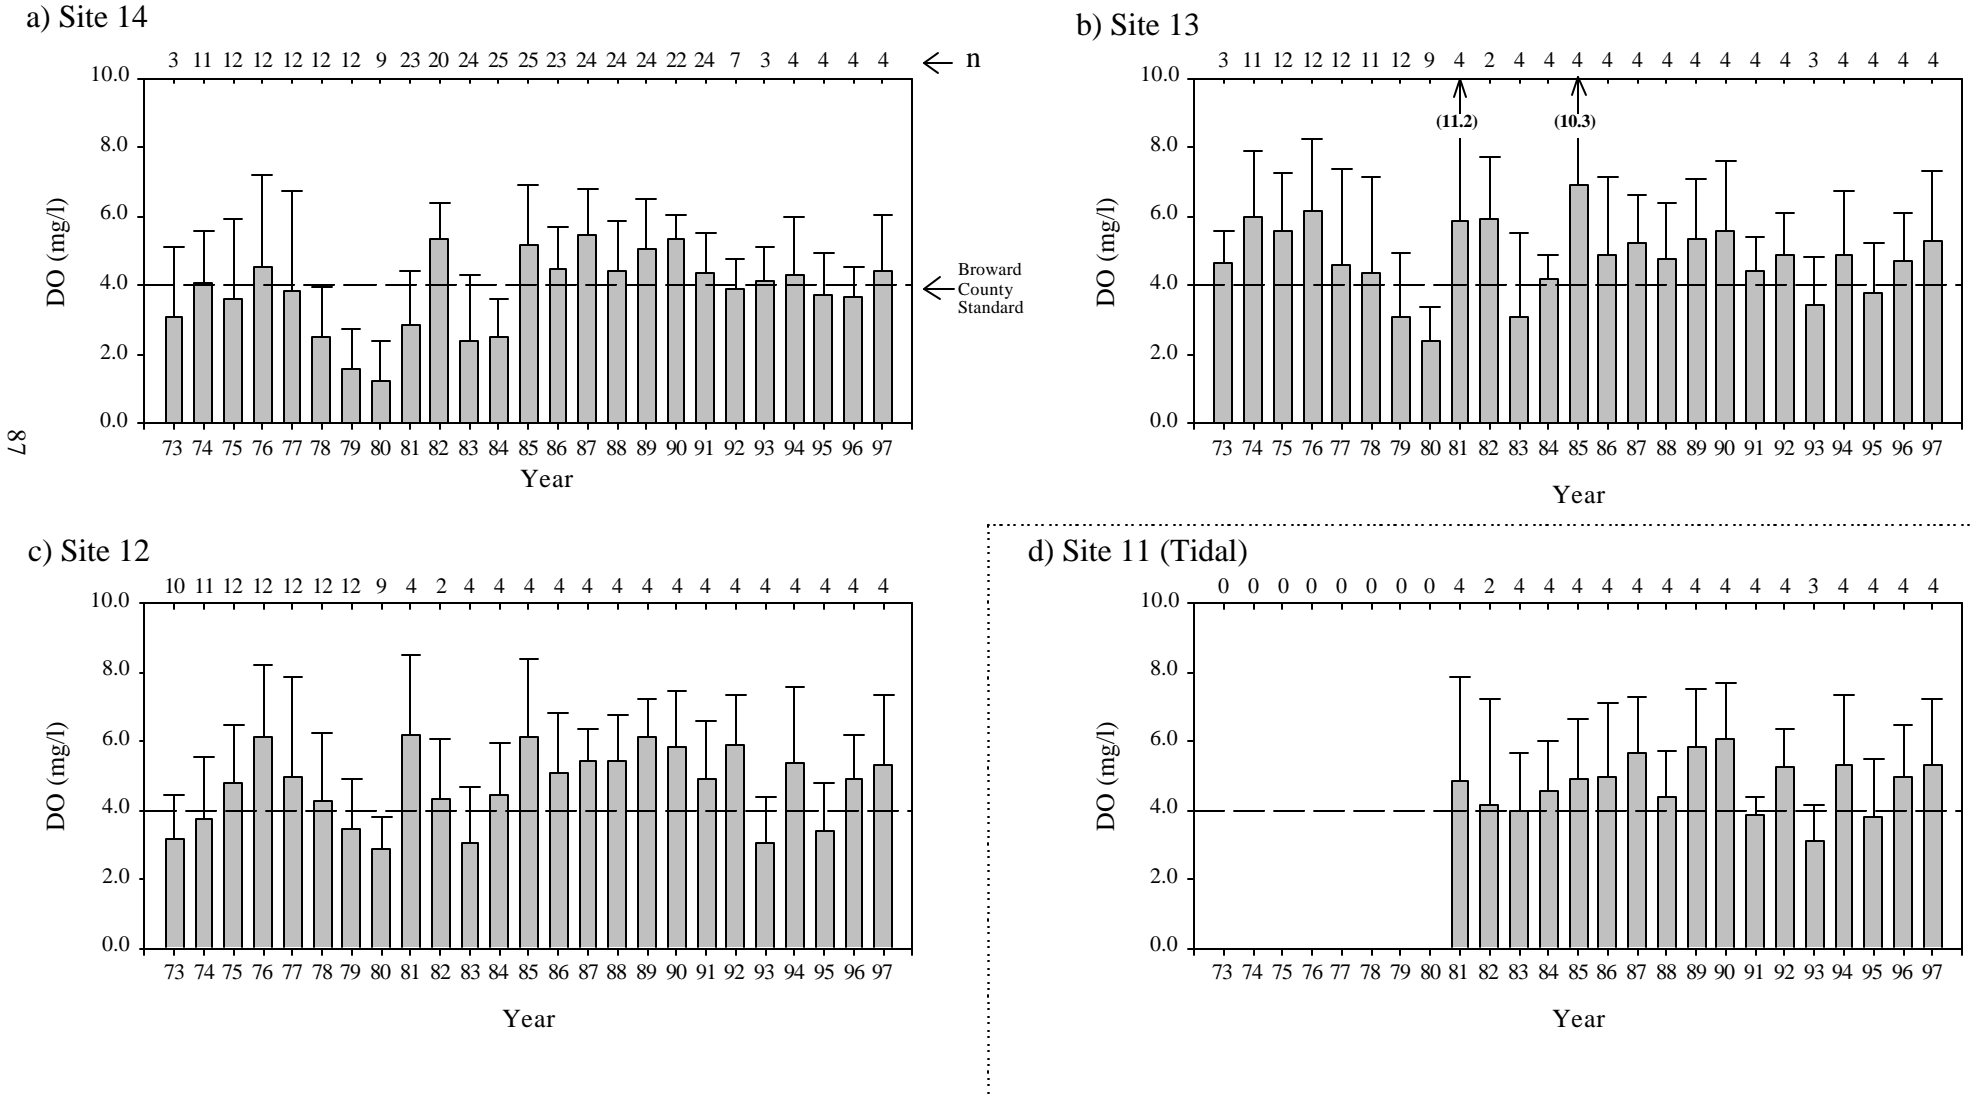 a) Site 14
3 11 12 12 12 12 12 9 23 20 24 25 25 23 24 24 24 22 24 7 3 4 4 4 4 n
10.0
8.0
6.0
4.0
2.0
0.0
DO (mg/l)
Broward
County
Standard
73 74 75 76 77 78 79 80 81 82 83 84 85 86 87 88 89 90 91 92 93 94 95 96 97
Year
b) Site 13
3 11 12 12 12 11 12 9 4 2 4 4 4 4 4 4 4 4 4 4 3 4 4 4 4
10.0
(11.2) (10.3)
8.0
6.0
4.0
2.0
0.0
DO (mg/l)
73 74 75 76 77 78 79 80 81 82 83 84 85 86 87 88 89 90 91 92 93 94 95 96 97
Year
87
c) Site 12
10 11 12 12 12 12 12 9 4 2 4 4 4 4 4 4 4 4 4 4 4 4 4 4 4
10.0
8.0
6.0
4.0
2.0
0.0
DO (mg/l)
73 74 75 76 77 78 79 80 81 82 83 84 85 86 87 88 89 90 91 92 93 94 95 96 97
Year
d) Site 11 (Tidal)
0 0 0 0 0 0 0 0 4 2 4 4 4 4 4 4 4 4 4 4 3 4 4 4 4
10.0
8.0
6.0
4.0
2.0
0.0
DO (mg/l)
73 74 75 76 77 78 79 80 81 82 83 84 85 86 87 88 89 90 91 92 93 94 95 96 97
Year